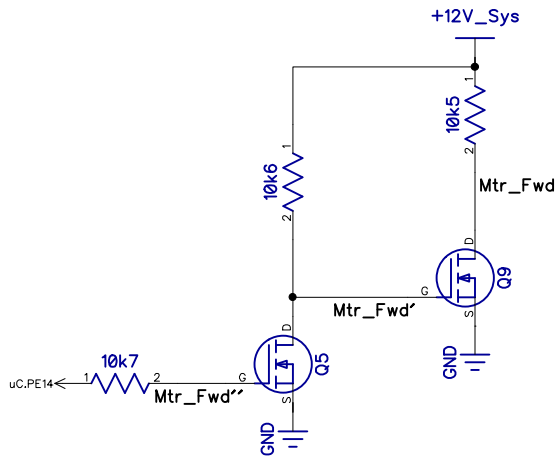 +12V_Sys
1
10k5
2
Mtr_Fwd
1
10k6
2
D
G
Q9
S
Mtr_Fwd'
GND
D
uC.PE14
1
10k7
2
G
Q5
Mtr_Fwd''
S
GND